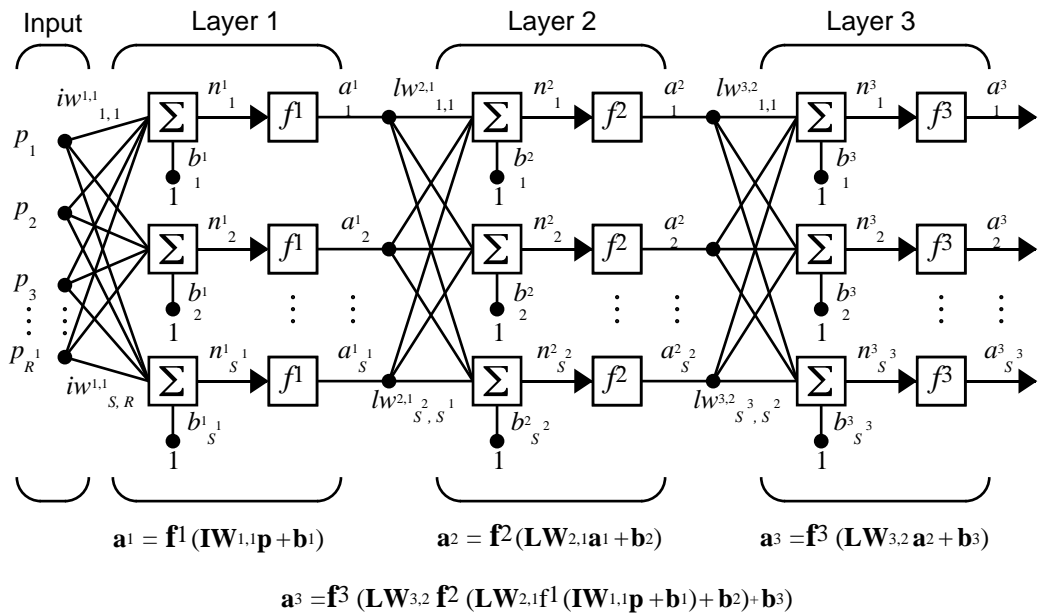 Input Layer 1 Layer 2 Layer 3
iw1,1 1,1 n1 1 a1 1 lw2,1 1,1 n2 1 a2 1 lw3,2 1,1 n3 1 a3 1
Σ f1 Σ f2 Σ f3
p1
b1 1 b2 1 b3 1
1 1 1
p2 n1 2 a1 2 n2 2 a2 2 n3 2 a3 2
Σ f1 Σ f2 Σ f3
p3
b1 2 b2 2 b3 2
1 1 1
pR1 n1 S1 a1 S1 n2 S2 a2 S2 n3 S3 a3 S3
iw1,1 S, R Σ f1 lw2,1 S2, S1 Σ f2 lw3,2 S3, S2 Σ f3
b1 S1 b2 S2 b3 S3
1 1 1
a1 = f1 (IW1,1p + b1) a2 = f2 (LW2,1a1 + b2) a3 = f3 (LW3,2 a2 + b3)
a3 = f3 (LW3,2 f2 (LW2,1f1 (IW1,1p + b1) + b2) + b3)